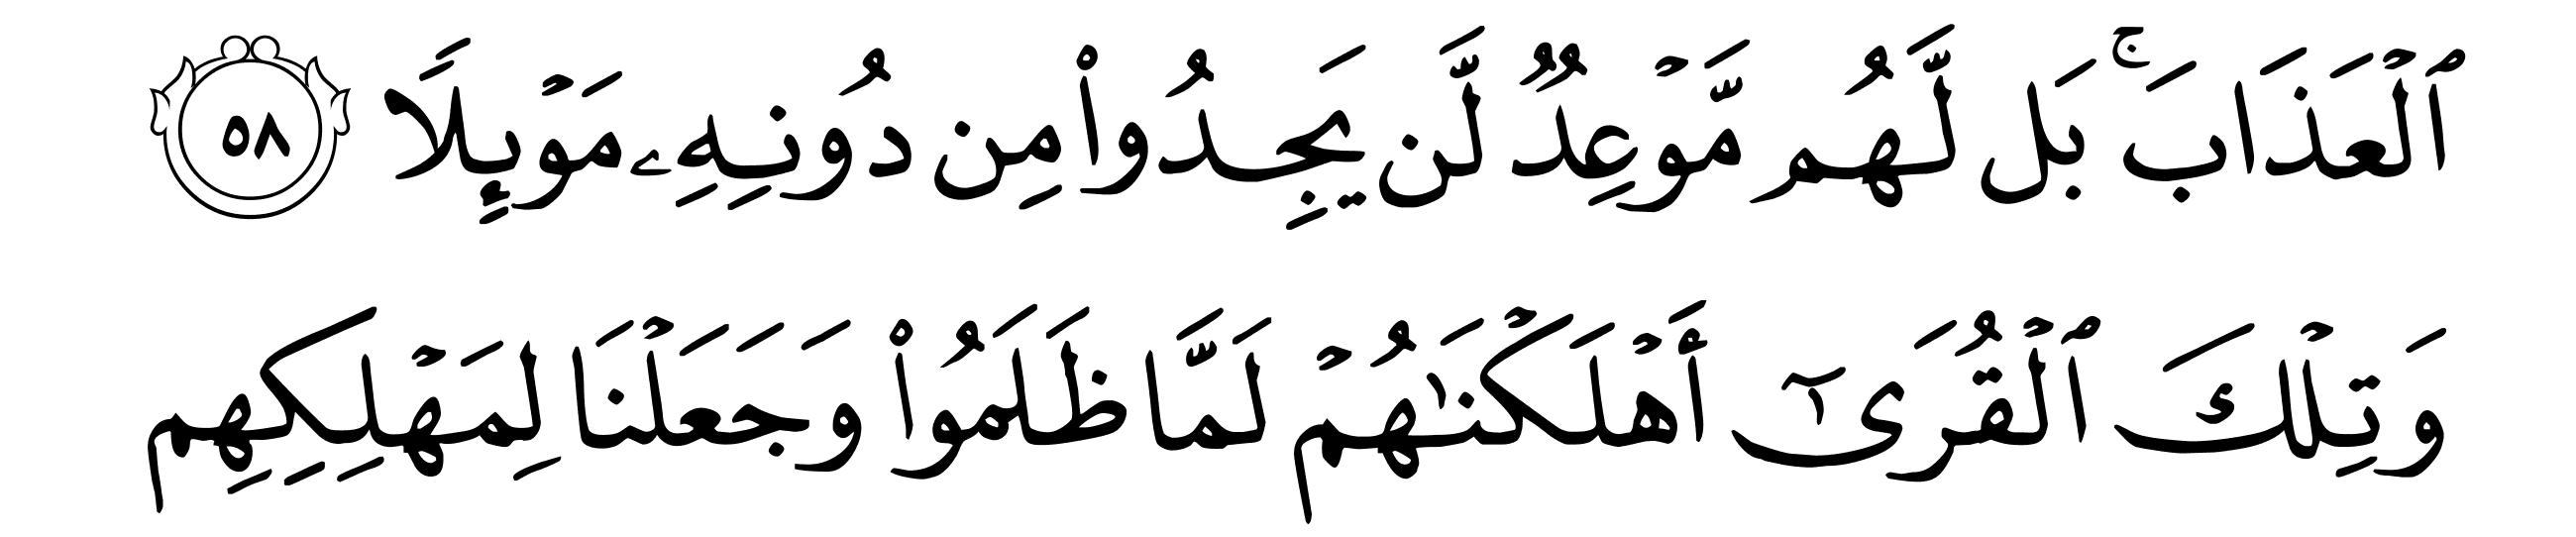 ٱلۡعَذَابَۚ بَل لَّهُم مَّوۡعِدٞ لَّن يَجِدُواْ مِن دُونِهِۦ مَوۡئِلٗا ٥٨
وَتِلۡكَ ٱلۡقُرَىٰٓ أَهۡلَكۡنَٰهُمۡ لَمَّا ظَلَمُواْ وَجَعَلۡنَا لِمَهۡلِكِهِم